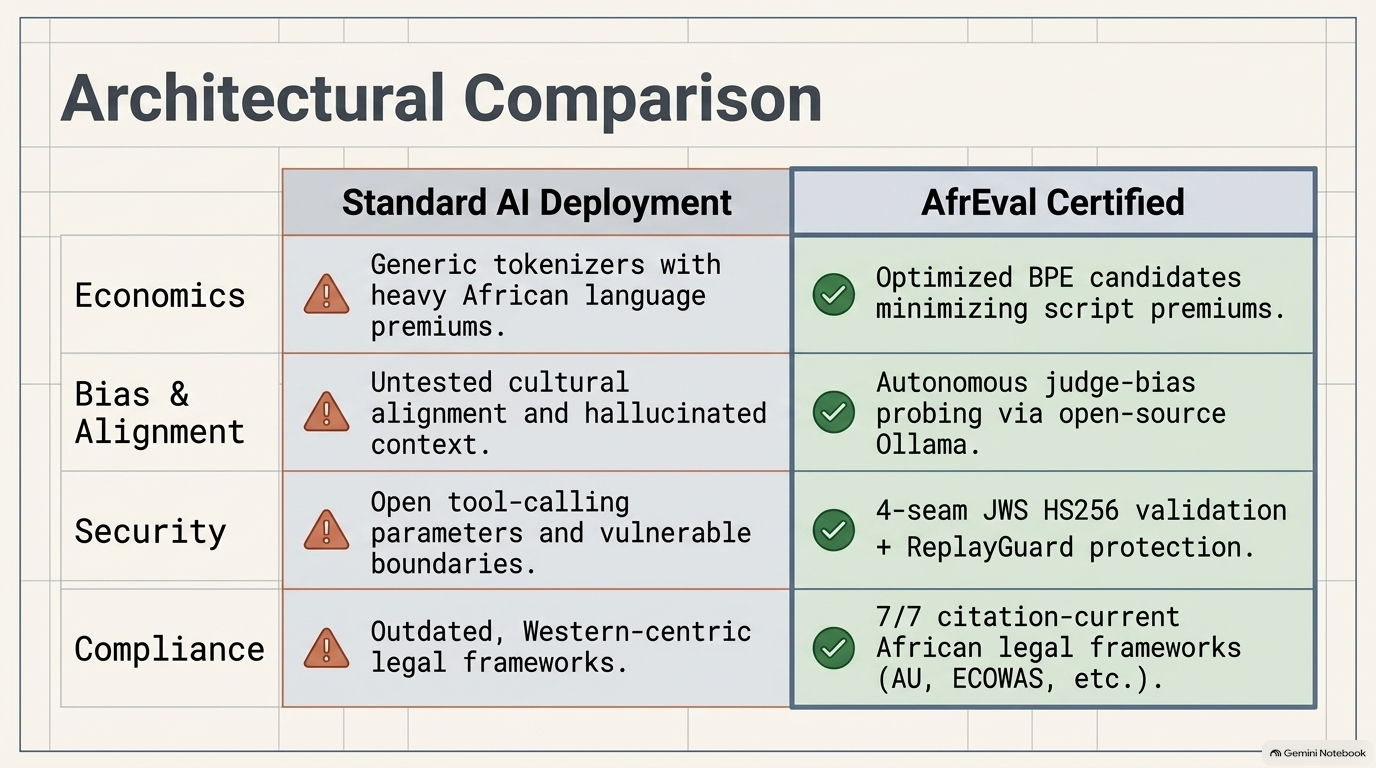 Architectural Comparison
Standard AI Deployment
AfrEval Certified
Economics
Generic tokenizers with
heavy African language
premiums.
Optimized BPE candidates
minimizing script premiums.
Bias &
Alignment
Untested cultural
alignment and hallucinated
context.
Autonomous judge-bias
probing via open-source
Ollama.
Security
Open tool-calling
parameters and vulnerable
boundaries.
4-seam JWS HS256 validation
+ ReplayGuard protection.
Compliance
Outdated, Western-centric
legal frameworks.
7/7 citation-current
African legal frameworks
(AU, ECOWAS, etc.).
Gemini Notebook